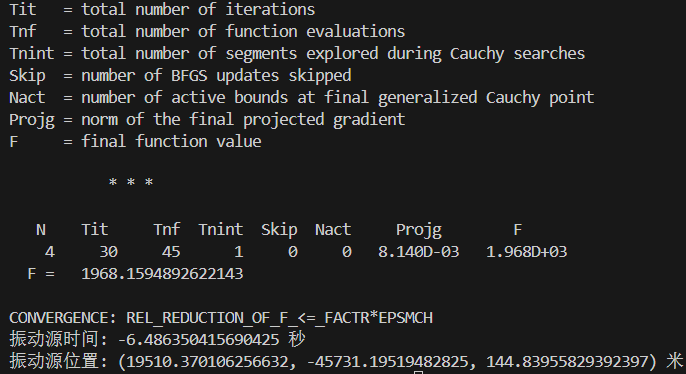 Tit   = total number of iterations
Tnf   = total number of function evaluations
Tnint = total number of segments explored during Cauchy searches
Skip  = number of BFGS updates skipped
Nact  = number of active bounds at final generalized Cauchy point
Projg = norm of the final projected gradient
F     = final function value
* * *
N    Tit     Tnf  Tnint  Skip  Nact     Projg        F
4     30     45      1     0     0   8.140D-03   1.968D+03
F =   1968.1594892622143
CONVERGENCE: REL_REDUCTION_OF_F_<=_FACTR*EPSMCH
振动源时间: -6.486350415690425 秒
振动源位置: (19510.370106256632, -45731.19519482825, 144.83955829392397) 米